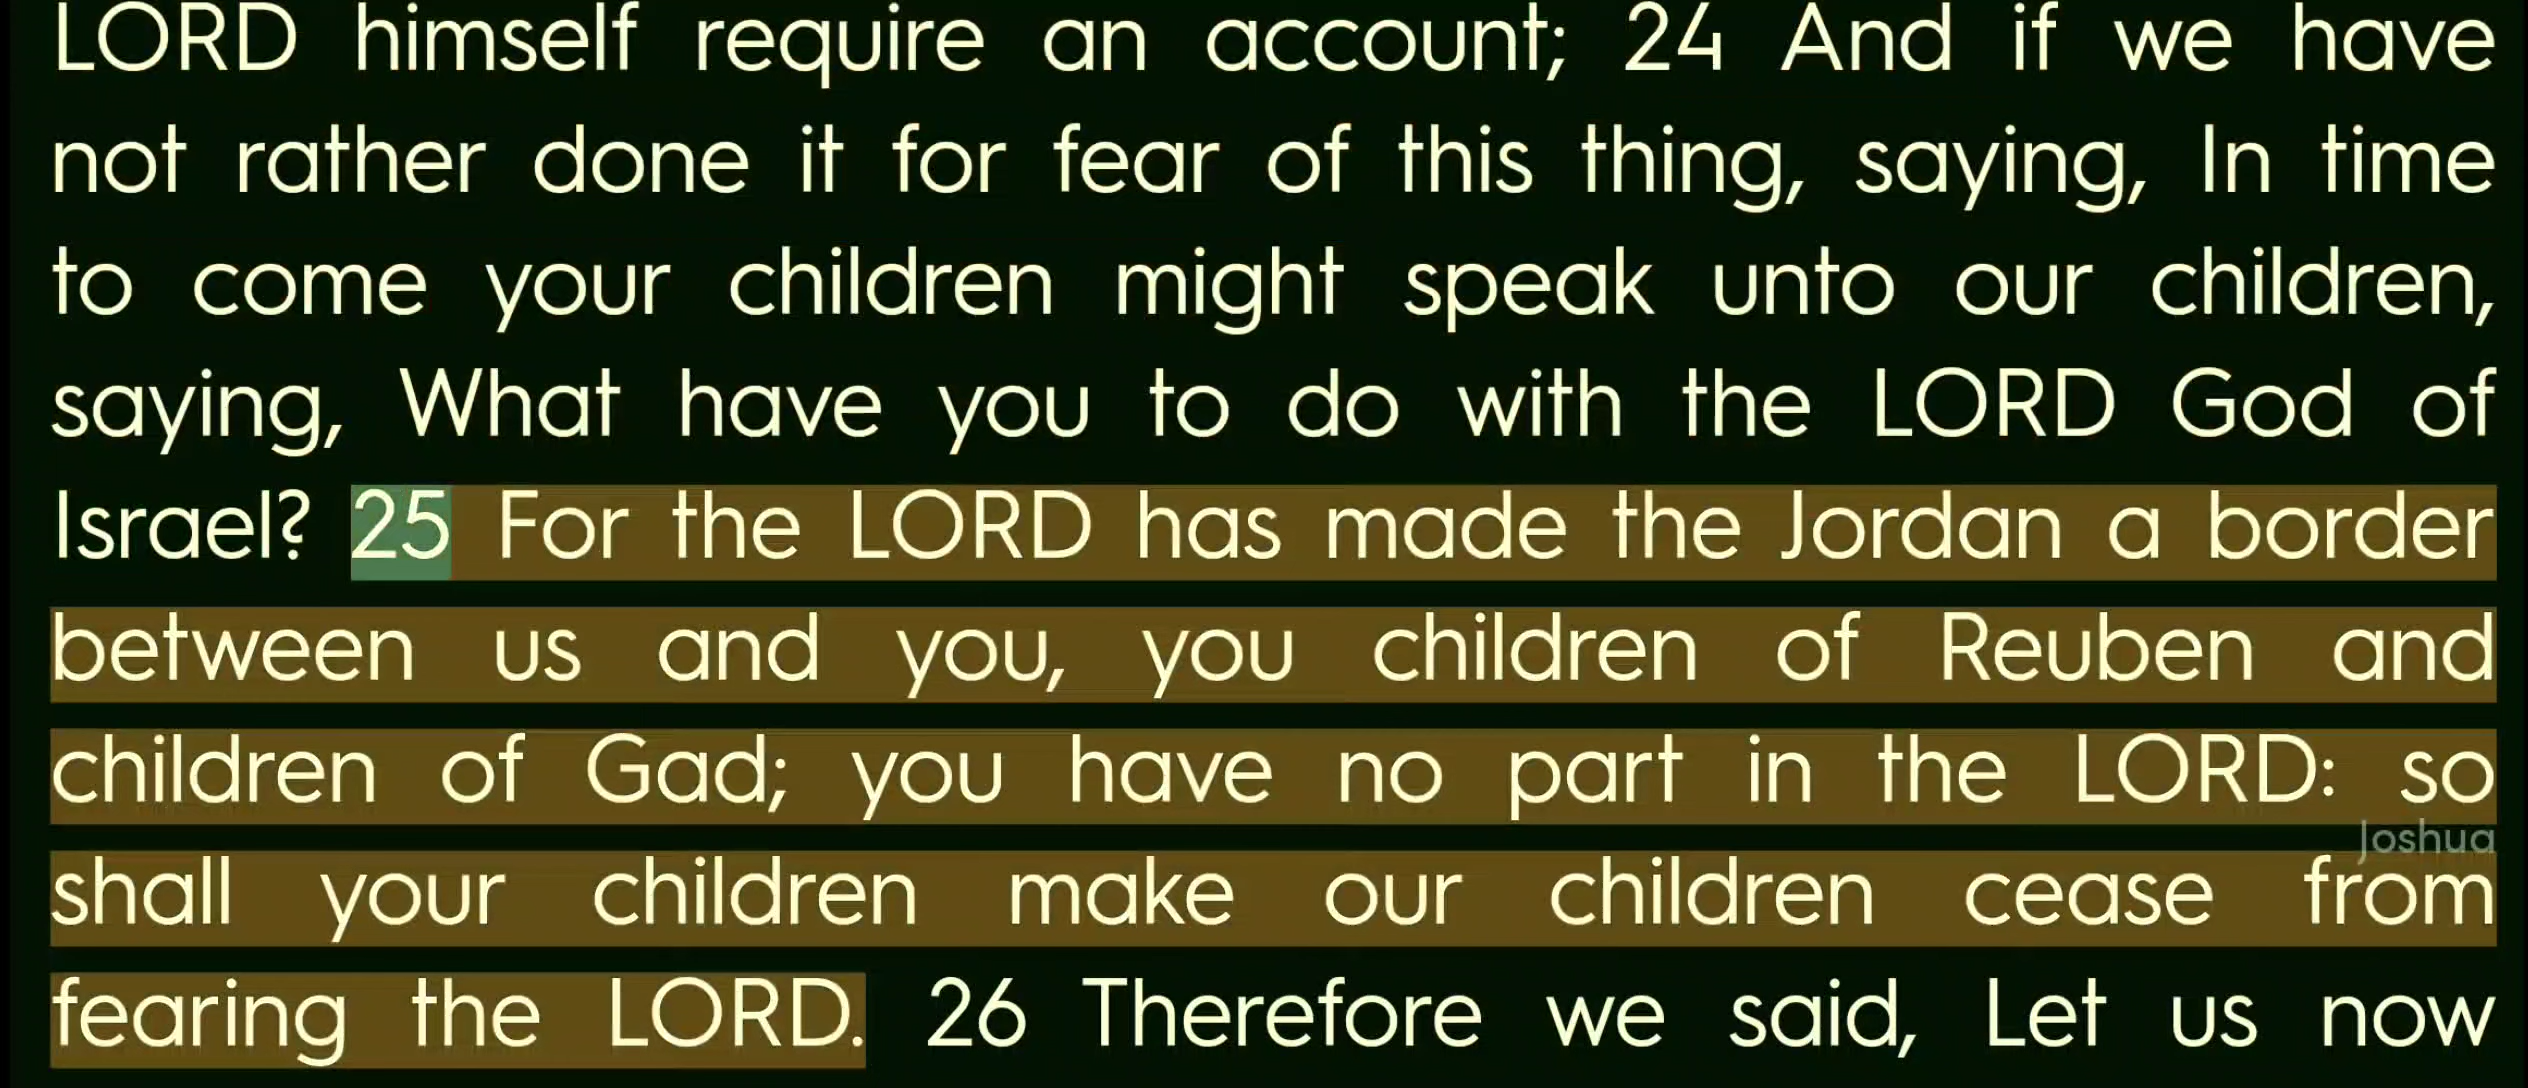 LORD himself require an account; 24 And if we have
not rather done it for fear of this thing, saying, In time
to come your children might speak unto our children,
saying, What have you to do with the LORD God of
Israel? 25 For the LORD has made the Jordan a border
between us and you, you children of Reuben and
children of Gad; you have no part in the LORD: so
Joshua
shall your children make our children cease from
fearing the LORD. 26 Therefore we said, Let us now